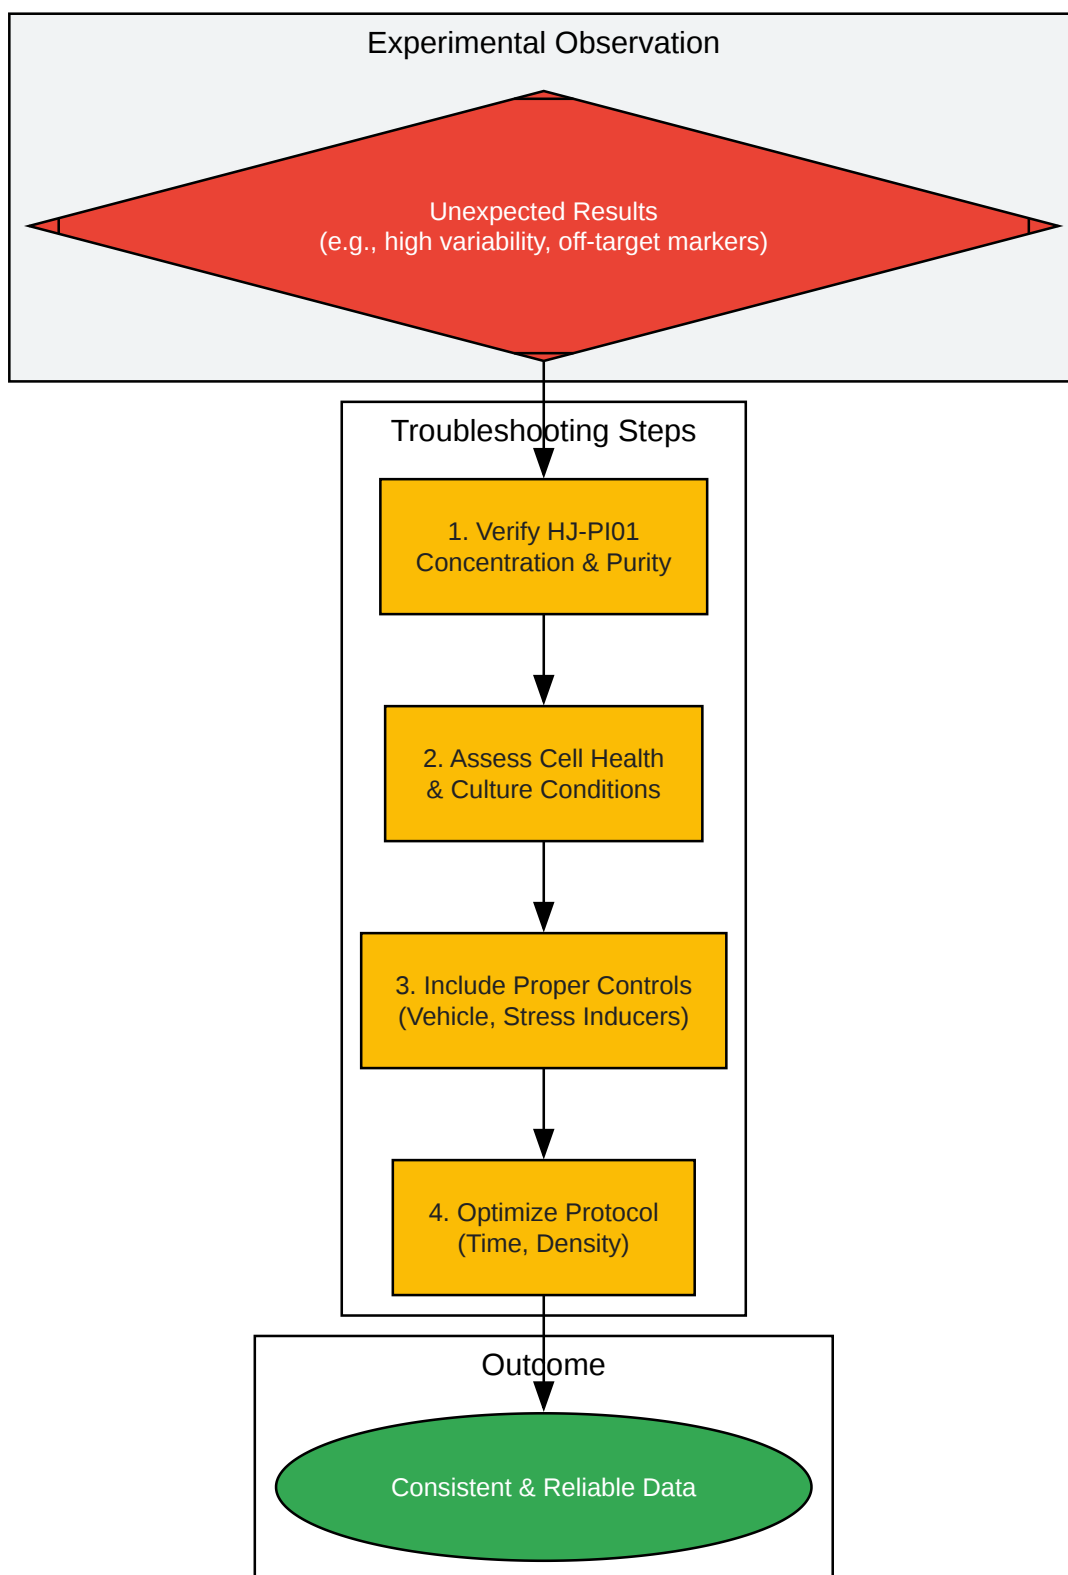 Experimental Observation
Unexpected Results
(e.g., high variability, off-target markers)
Troubleshooting Steps
1. Verify HJ-PI01
Concentration & Purity
2. Assess Cell Health
& Culture Conditions
3. Include Proper Controls
(Vehicle, Stress Inducers)
4. Optimize Protocol
(Time, Density)
Outcome
Consistent & Reliable Data